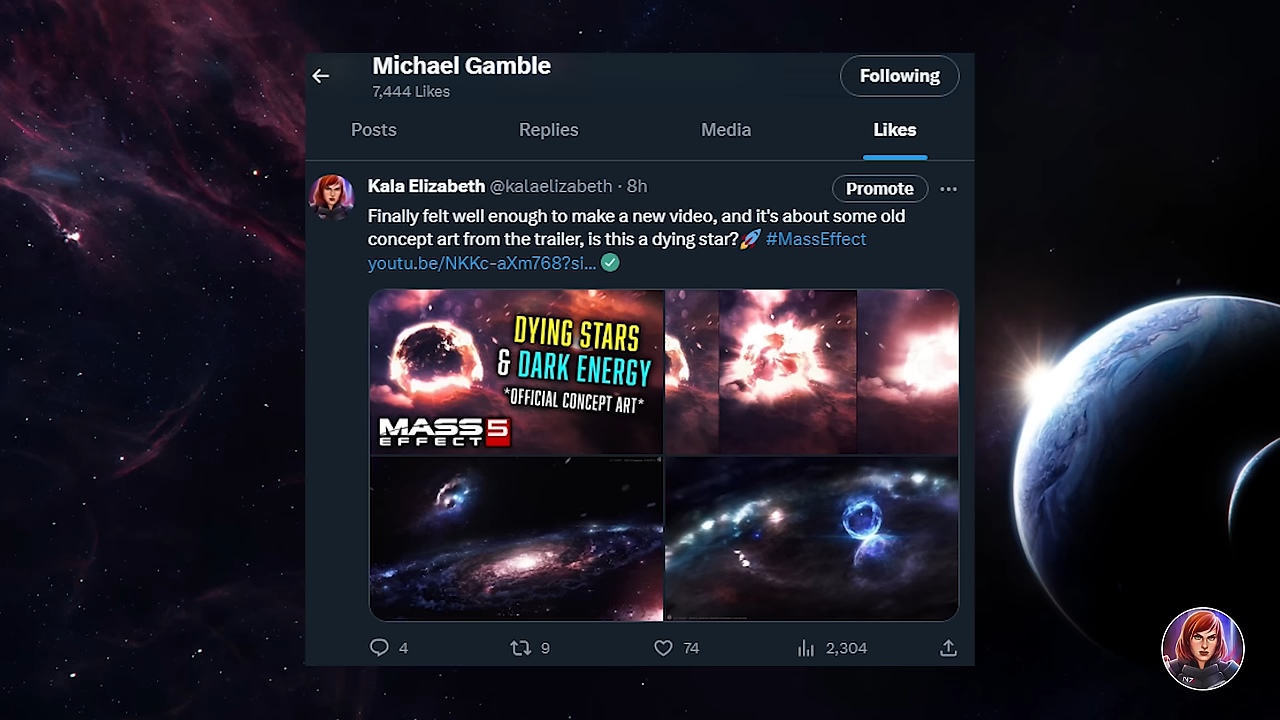 Michael Gamble
7,444 Likes
Following
Posts Replies Media Likes
Kala Elizabeth @kalaelizabeth · 8h
Promote
Finally felt well enough to make a new video, and it's about some old
concept art from the trailer, is this a dying star?🚀 #MassEffect
youtu.be/NKKc-aXm768?si...
DYING STARS
& DARK ENERGY
*OFFICIAL CONCEPT ART*
MASS
EFFECT 5
4 9 74 2,304
N7